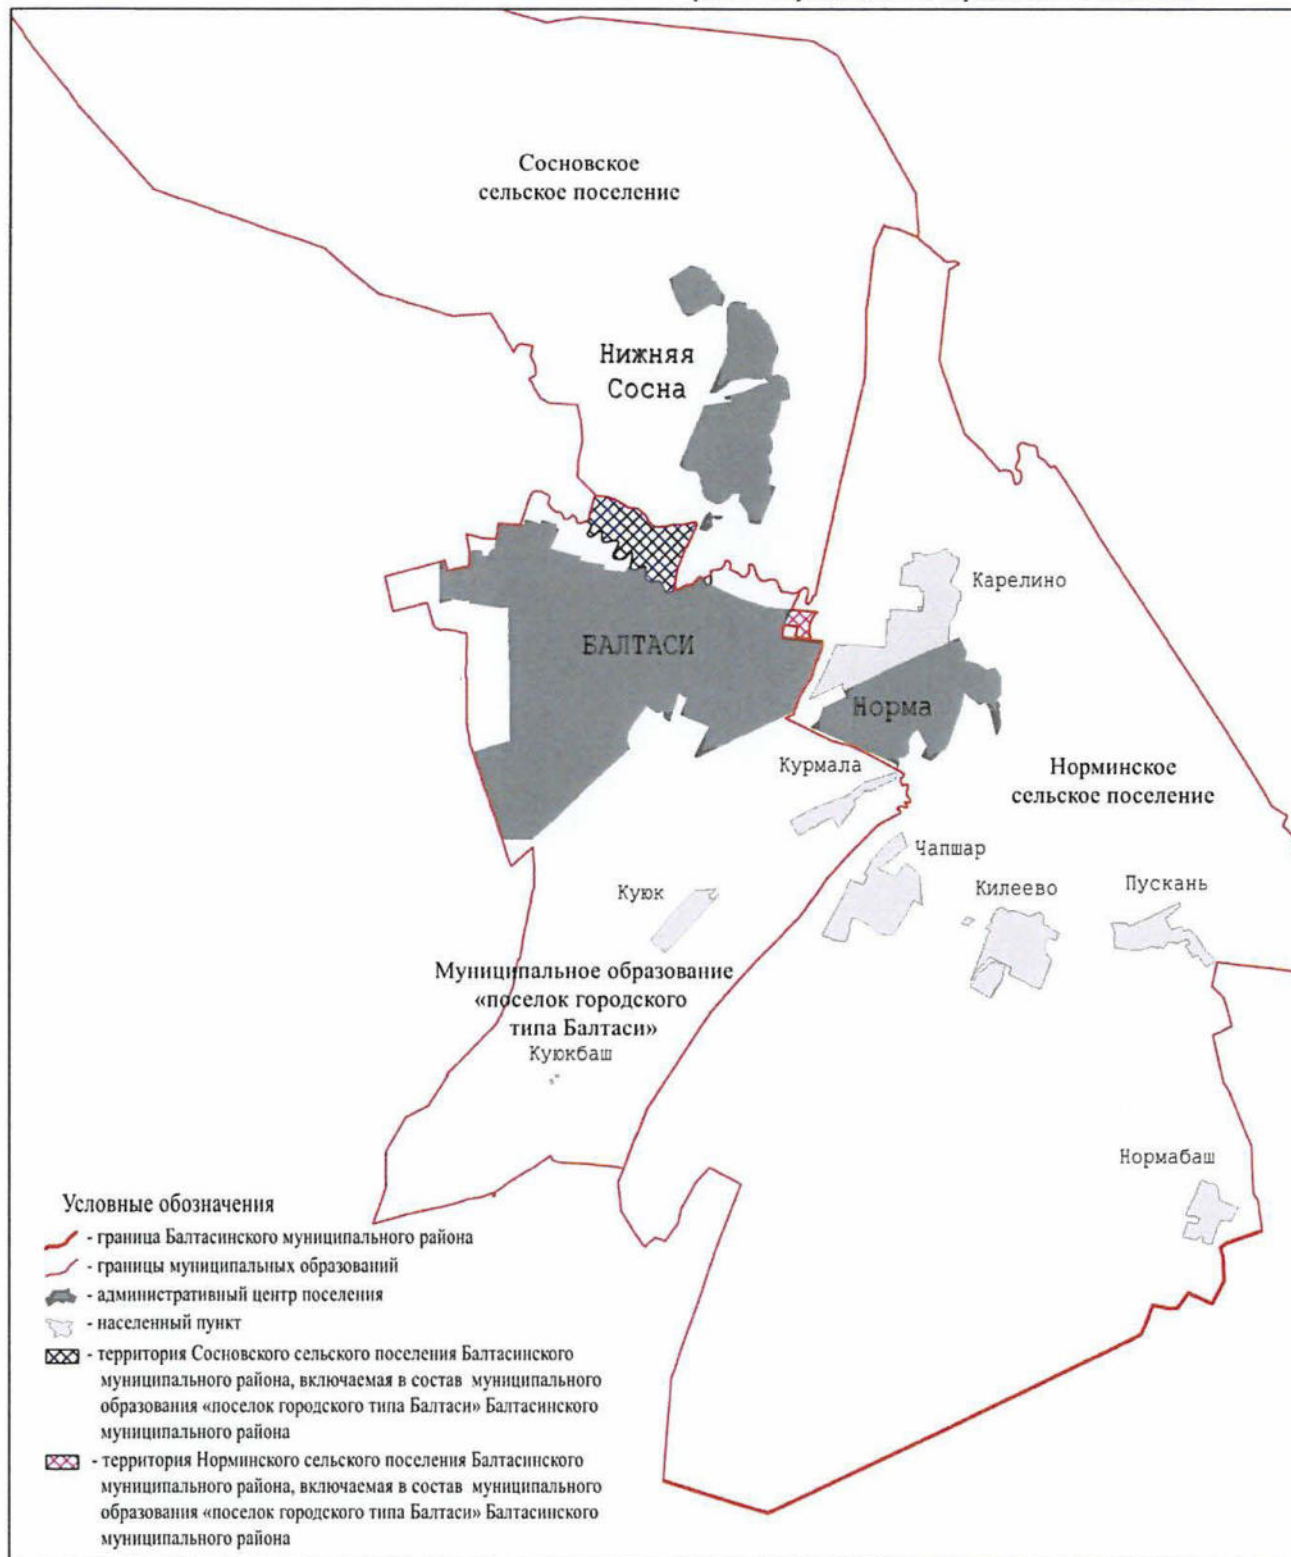 Сосновское
сельское поселение
Нижняя
Сосна
Карелино
БАЛТАСИ
Норма
Курмала
Норминское
сельское поселение
Чапшар
Куюк
Килеево
Пускань
Муниципальное образование
«поселок городского
типа Балтаси»
Куюкбаш
Нормабаш
Условные обозначения
- граница Балтасинского муниципального района
- границы муниципальных образований
- административный центр поселения
- населенный пункт
- территория Сосновского сельского поселения Балтасинского
муниципального района, включаемая в состав муниципального
образования «поселок городского типа Балтаси» Балтасинского
муниципального района
- территория Норминского сельского поселения Балтасинского
муниципального района, включаемая в состав муниципального
образования «поселок городского типа Балтаси» Балтасинского
муниципального района